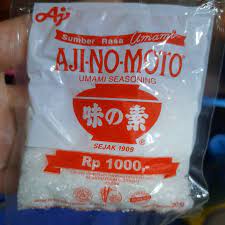 Aji
Sumber Rasa Umami
AJI-NO-MOTO®
UMAMI SEASONING
味の素
SEJAK 1909
Rp 1000,-